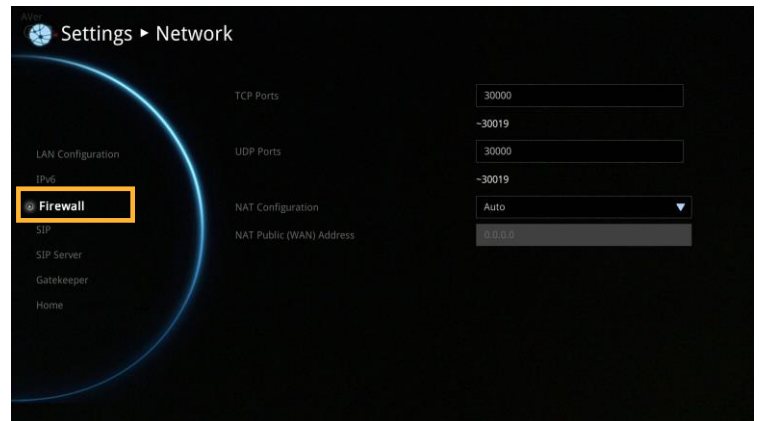 AVer
Settings ▸ Network
TCP Ports
30000
~30019
LAN Configuration
UDP Ports
30000
IPv6
~30019
Firewall
NAT Configuration
Auto
SIP
NAT Public (WAN) Address
0.0.0.0
SIP Server
Gatekeeper
Home